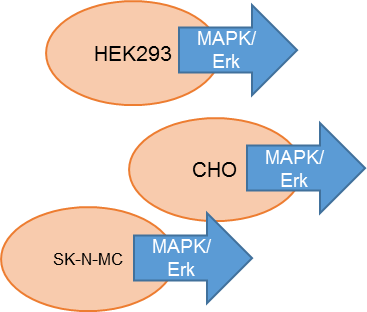 HEK293
MAPK/
Erk
CHO
MAPK/
Erk
SK-N-MC
MAPK/
Erk